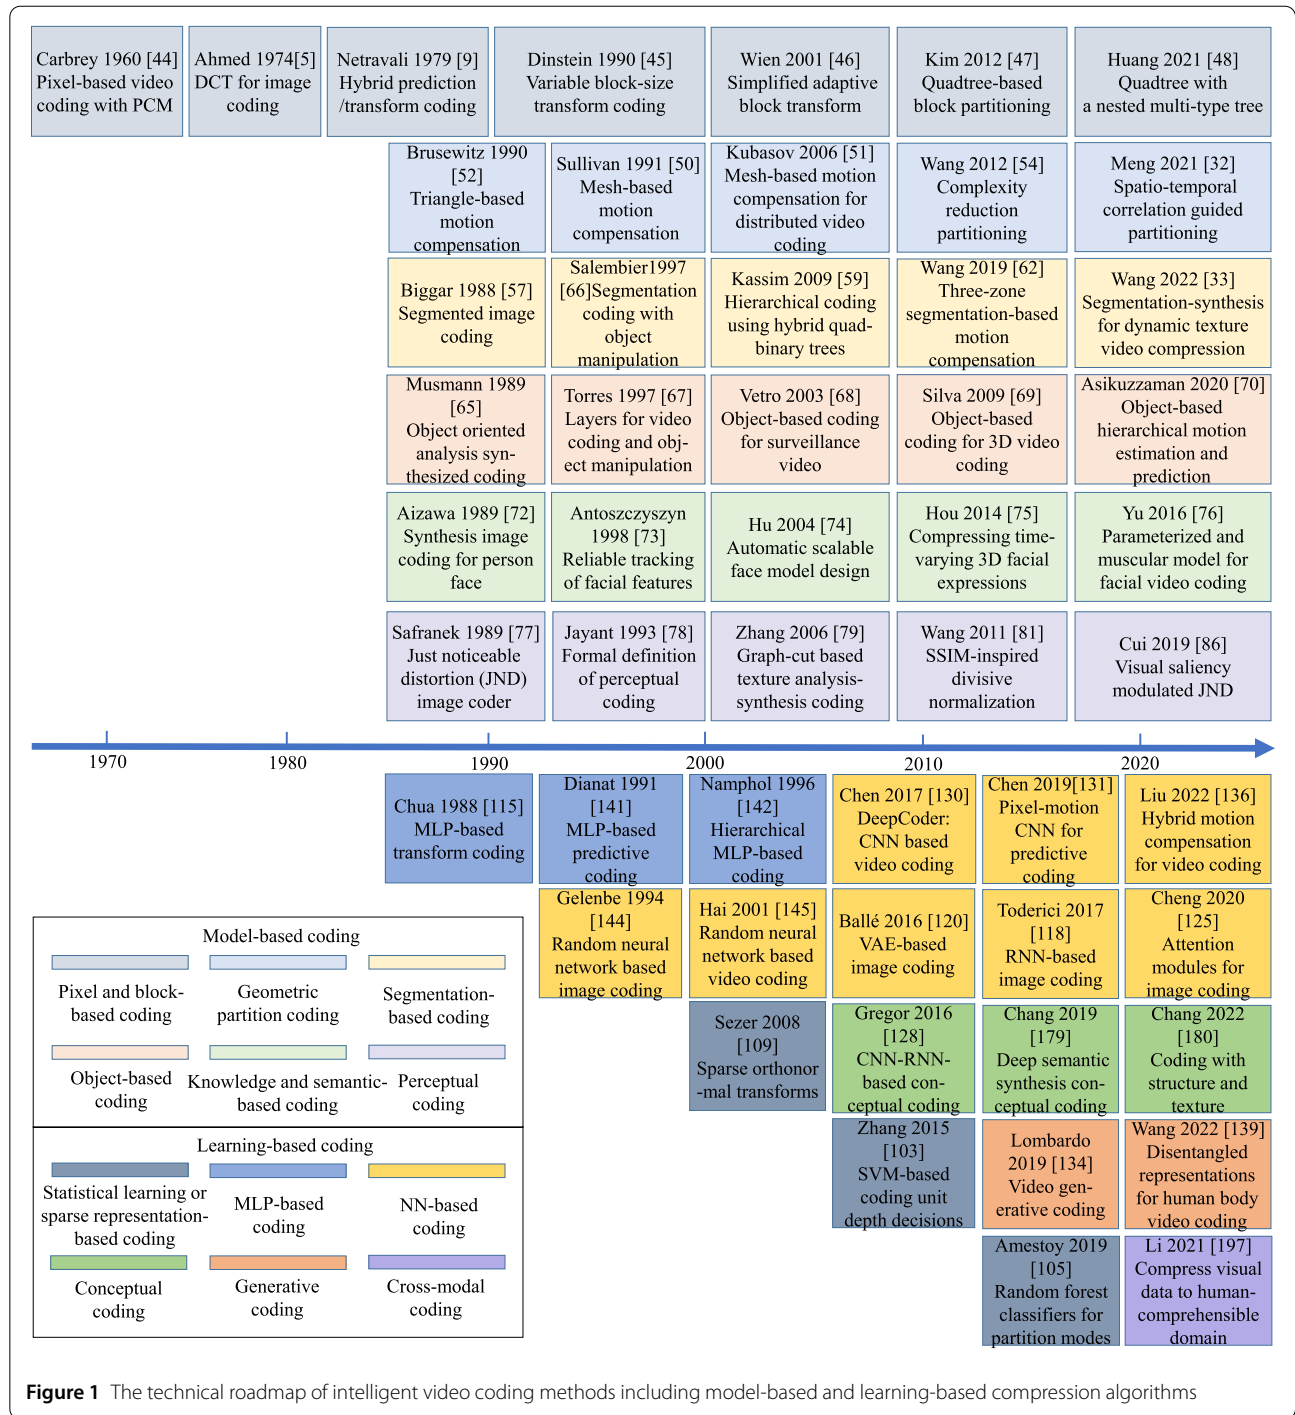 Carbrey 1960 [44]
Pixel-based video
coding with PCM
Ahmed 1974[5]
DCT for image
coding
Netravali 1979 [9]
Hybrid prediction
/transform coding
Dinstein 1990 [45]
Variable block-size
transform coding
Wien 2001 [46]
Simplified adaptive
block transform
Kim 2012 [47]
Quadtree-based
block partitioning
Huang 2021 [48]
Quadtree with
a nested multi-type tree
Brusewitz 1990
[52]
Triangle-based
motion
compensation
Sullivan 1991 [50]
Mesh-based
motion
compensation
Kubasov 2006 [51]
Mesh-based motion
compensation for
distributed video
coding
Wang 2012 [54]
Complexity
reduction
partitioning
Meng 2021 [32]
Spatio-temporal
correlation guided
partitioning
Biggar 1988 [57]
Segmented image
coding
Salembier1997
[66]Segmentation
coding with
object
manipulation
Kassim 2009 [59]
Hierarchical coding
using hybrid quad-
binary trees
Wang 2019 [62]
Three-zone
segmentation-based
motion
compensation
Wang 2022 [33]
Segmentation-synthesis
for dynamic texture
video compression
Musmann 1989
[65]
Object oriented
analysis syn-
thesized coding
Torres 1997 [67]
Layers for video
coding and obj-
ect manipulation
Vetro 2003 [68]
Object-based coding
for surveillance
video
Silva 2009 [69]
Object-based
coding for 3D video
coding
Asikuzzaman 2020 [70]
Object-based
hierarchical motion
estimation and
prediction
Aizawa 1989 [72]
Synthesis image
coding for person
face
Antoszczyszyn
1998 [73]
Reliable tracking
of facial features
Hu 2004 [74]
Automatic scalable
face model design
Hou 2014 [75]
Compressing time-
varying 3D facial
expressions
Yu 2016 [76]
Parameterized and
muscular model for
facial video coding
Safranek 1989 [77]
Just noticeable
distortion (JND)
image coder
Jayant 1993 [78]
Formal definition
of perceptual
coding
Zhang 2006 [79]
Graph-cut based
texture analysis-
synthesis coding
Wang 2011 [81]
SSIM-inspired
divisive
normalization
Cui 2019 [86]
Visual saliency
modulated JND
1970
1980
1990
2000
2010
2020
Chua 1988 [115]
MLP-based
transform coding
Dianat 1991
[141]
MLP-based
predictive
coding
Namphol 1996
[142]
Hierarchical
MLP-based
coding
Chen 2017 [130]
DeepCoder:
CNN based
video coding
Chen 2019[131]
Pixel-motion
CNN for
predictive
coding
Liu 2022 [136]
Hybrid motion
compensation
for video coding
Gelenbe 1994
[144]
Random neural
network based
image coding
Hai 2001 [145]
Random neural
network based
video coding
Ballé 2016 [120]
VAE-based
image coding
Toderici 2017
[118]
RNN-based
image coding
Cheng 2020
[125]
Attention
modules for
image coding
Sezer 2008
[109]
Sparse orthonor
-mal transforms
Gregor 2016
[128]
CNN-RNN-
based con-
ceptual coding
Chang 2019
[179]
Deep semantic
synthesis con-
ceptual coding
Chang 2022
[180]
Coding with
structure and
texture
Zhang 2015
[103]
SVM-based
coding unit
depth decisions
Lombardo
2019 [134]
Video gen-
erative coding
Wang 2022 [139]
Disentangled
representations
for human body
video coding
Amestoy 2019
[105]
Random forest
classifiers for
partition modes
Li 2021 [197]
Compress visual
data to human-
comprehensible
domain
Model-based coding
Pixel and block-
based coding
Geometric
partition coding
Segmentation-
based coding
Object-based
coding
Knowledge and semantic-
based coding
Perceptual
coding
Learning-based coding
Statistical learning or
sparse representation-
based coding
MLP-based
coding
NN-based
coding
Conceptual
coding
Generative
coding
Cross-modal
coding
Figure 1 The technical roadmap of intelligent video coding methods including model-based and learning-based compression algorithms